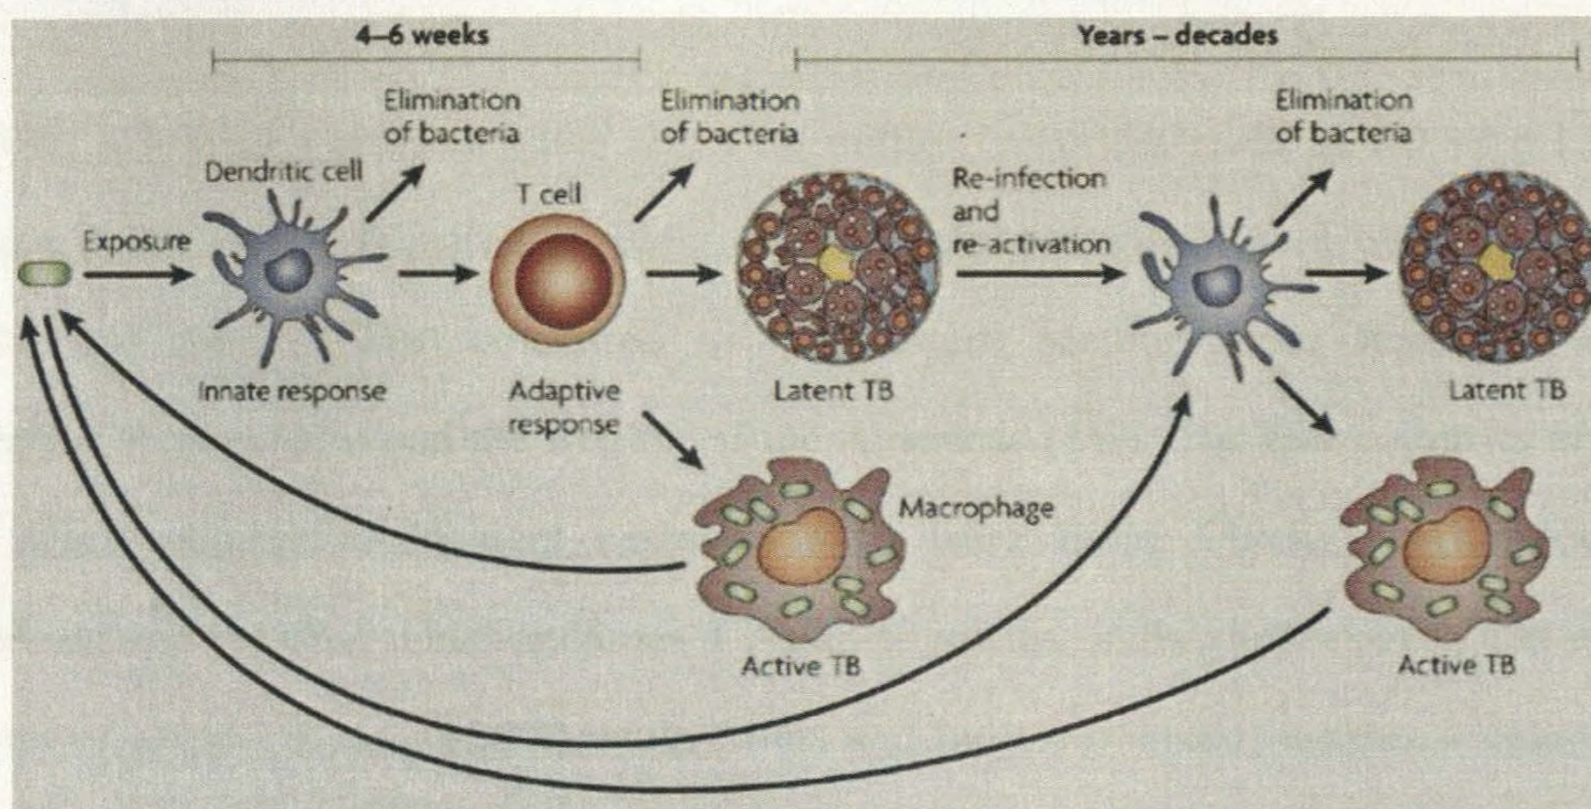 4–6 weeks
Years – decades
Elimination
of bacteria
Elimination
of bacteria
Elimination
of bacteria
Dendritic cell
T cell
Re-infection
and
re-activation
Exposure
Innate response
Adaptive
response
Latent TB
Latent TB
Macrophage
Active TB
Active TB